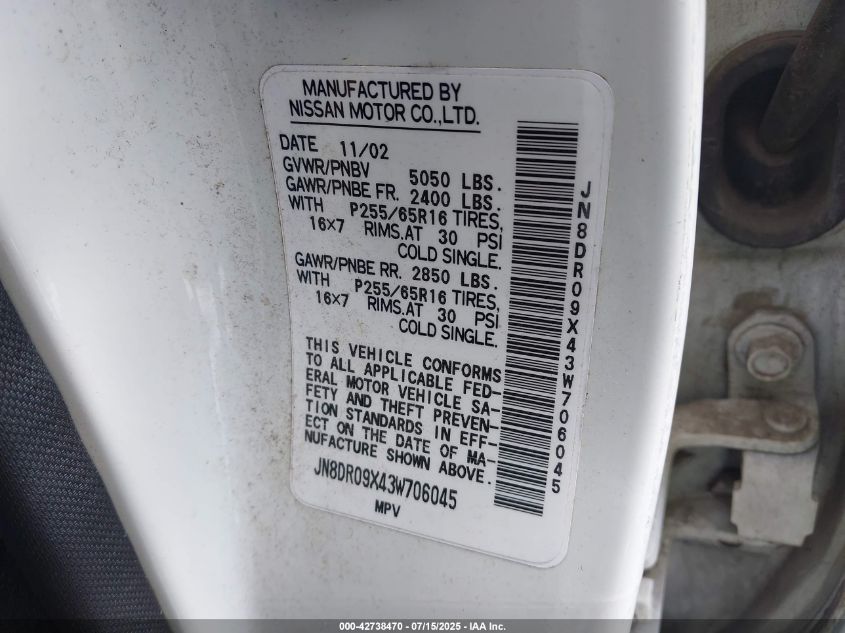 MANUFACTURED BY
NISSAN MOTOR CO.,LTD.
DATE 11/02
GVWR/PNBV 5050 LBS.
GAWR/PNBE FR. 2400 LBS.
WITH P255/65R16 TIRES,
16×7 RIMS.AT 30 PSI
COLD SINGLE.
GAWR/PNBE RR. 2850 LBS.
WITH P255/65R16 TIRES,
16×7 RIMS.AT 30 PSI
COLD SINGLE.
THIS VEHICLE CONFORMS
TO ALL APPLICABLE FED-
ERAL MOTOR VEHICLE SA-
FETY AND THEFT PREVEN-
TION STANDARDS IN EFF-
ECT ON THE DATE OF MA-
NUFACTURE SHOWN ABOVE.
JN8DR09X43W706045
MPV
JN8DR09X43W706045
000-42738470 - 07/15/2025 - IAA Inc.